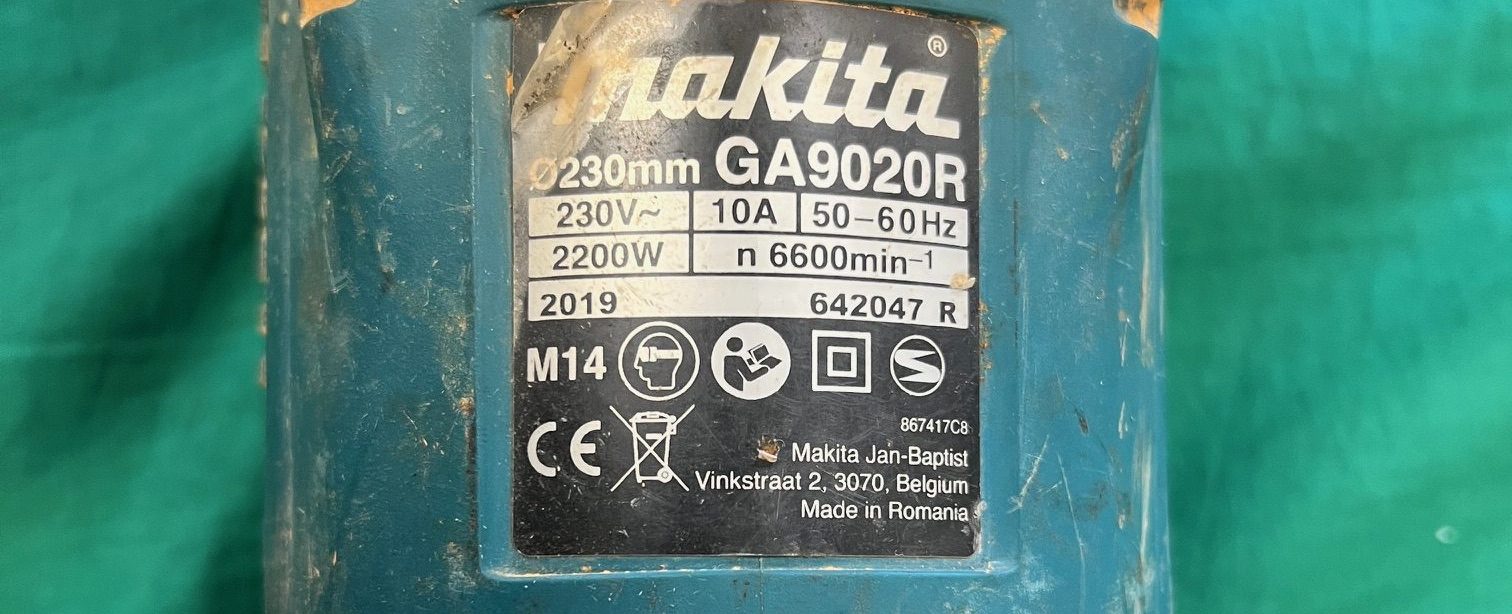 makita®
Ø230mm GA9020R
230V~ 10A 50-60Hz
2200W n 6600min⁻¹
2019 642047 R
M14
CE
867417C8
Makita Jan-Baptist
Vinkstraat 2, 3070, Belgium
Made in Romania